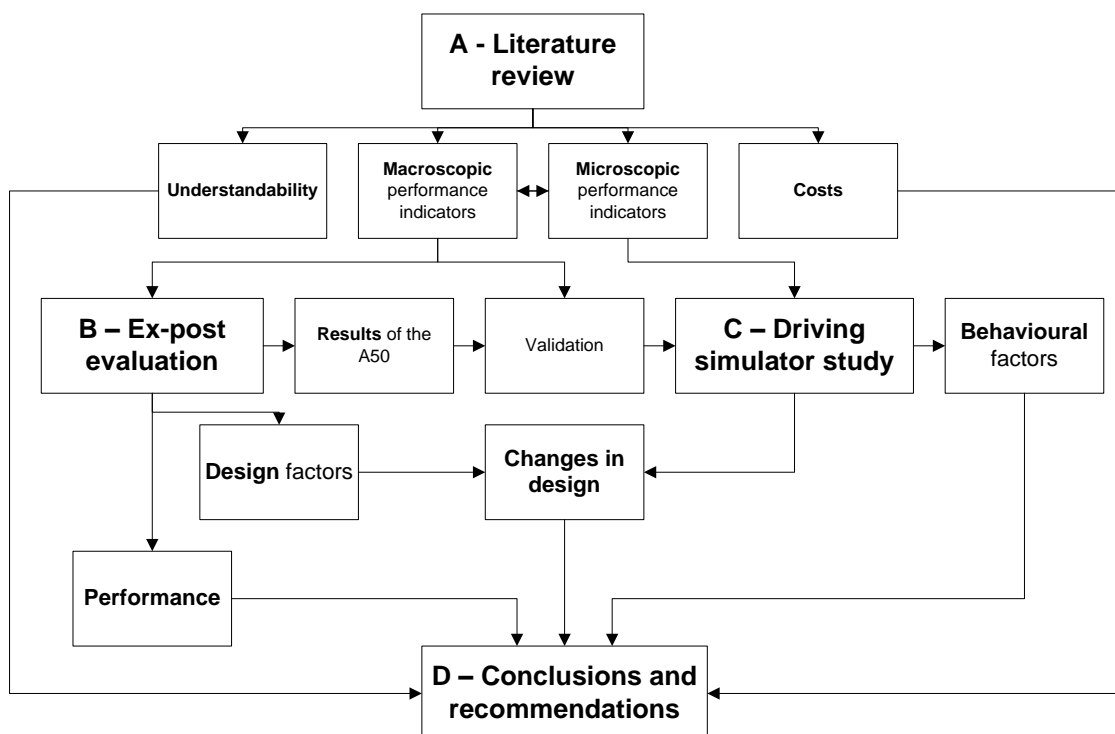 A - Literature
review
Understandability
Macroscopic
performance
indicators
Microscopic
performance
indicators
Costs
B – Ex-post
evaluation
Results of the
A50
Validation
C – Driving
simulator study
Behavioural
factors
Design factors
Changes in
design
Performance
D – Conclusions and
recommendations